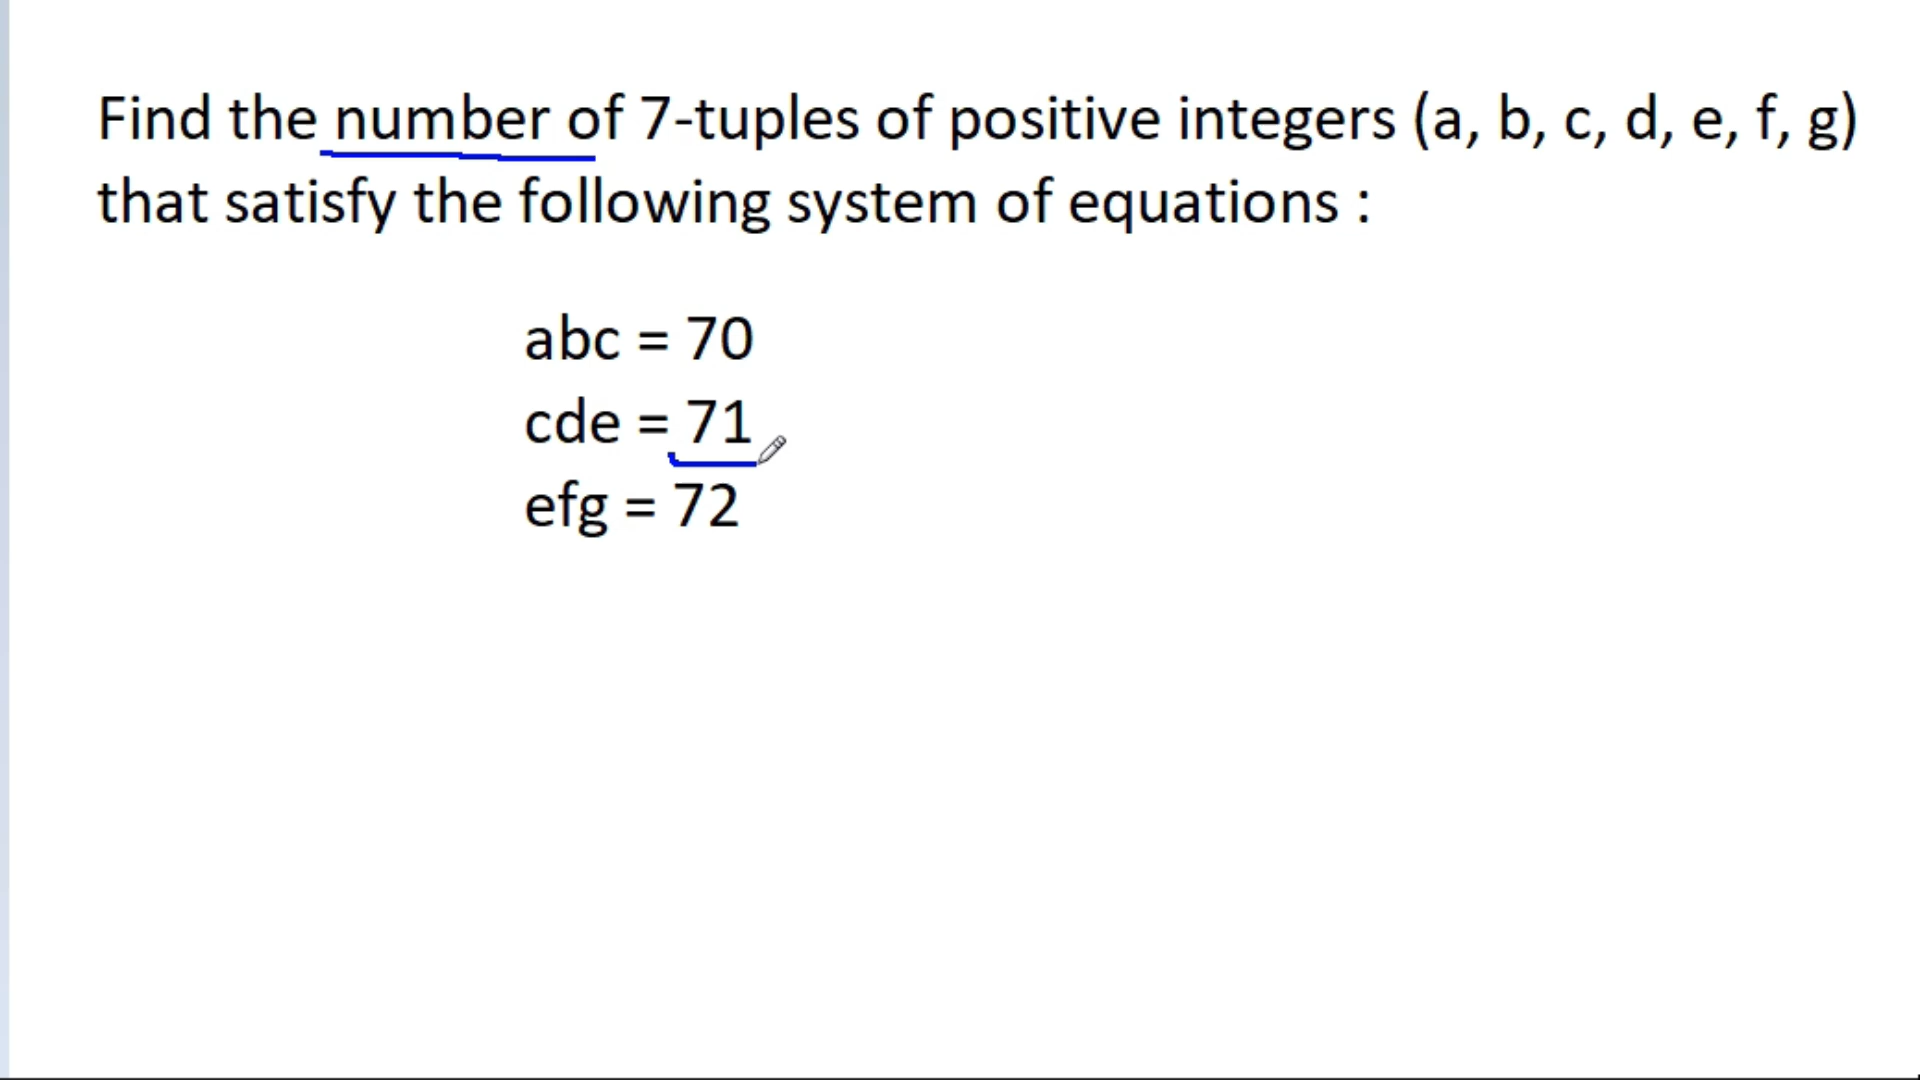 Find the number of 7-tuples of positive integers (a, b, c, d, e, f, g)
that satisfy the following system of equations :
abc = 70
cde = 71
efg = 72